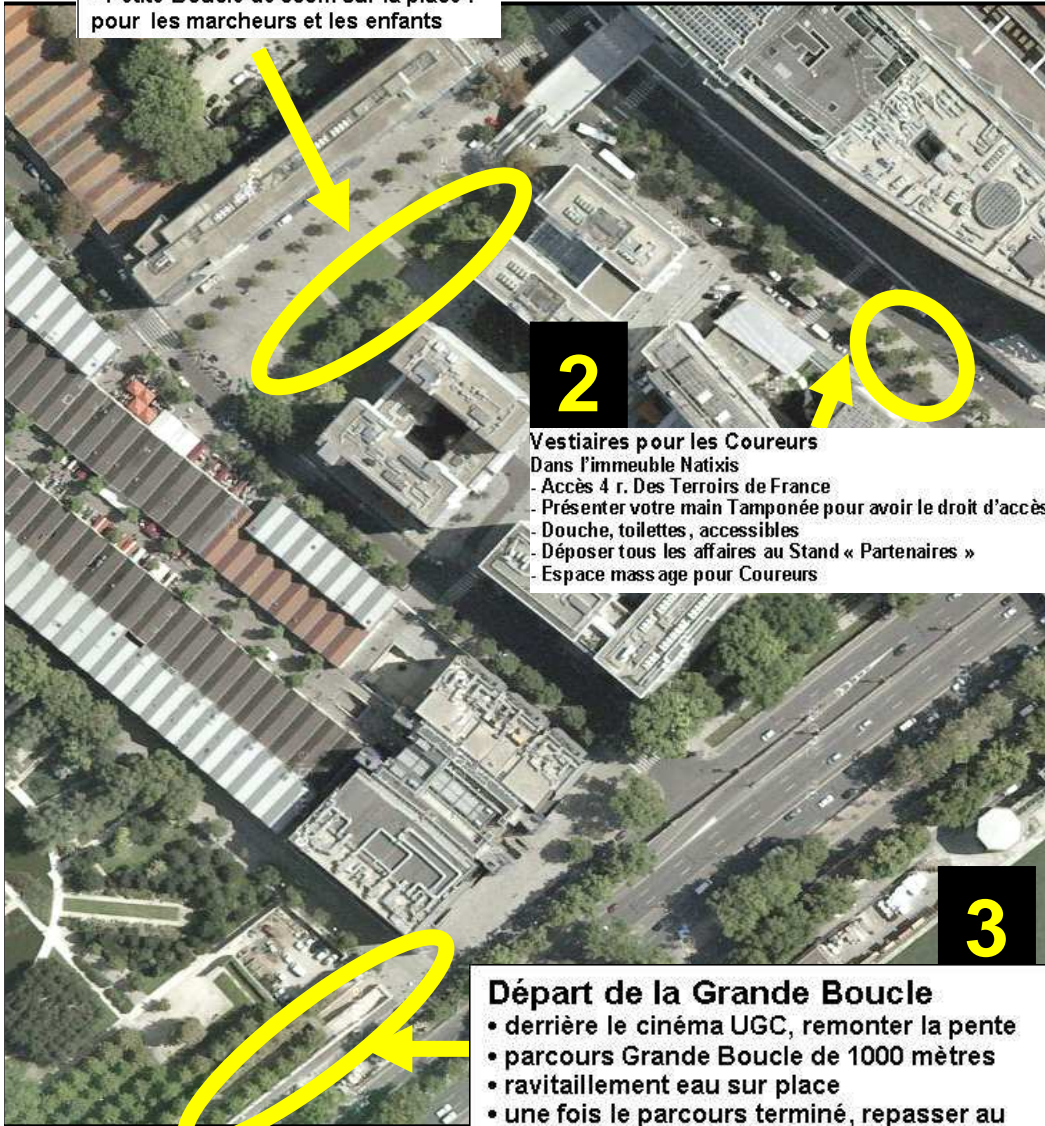 pour les marcheurs et les enfants
2
Vestiaires pour les Coureurs
Dans l'immeuble Natixis
- Accès 4 r. Des Terroirs de France
- Présenter votre main Tamponée pour avoir le droit d'accès
- Douche, toilettes, accessibles
- Déposer tous les affaires au Stand « Partenaires »
- Espace massage pour Coureurs
3
Départ de la Grande Boucle
• derrière le cinéma UGC, remonter la pente
• parcours Grande Boucle de 1000 mètres
• ravitaillement eau sur place
• une fois le parcours terminé, repasser au